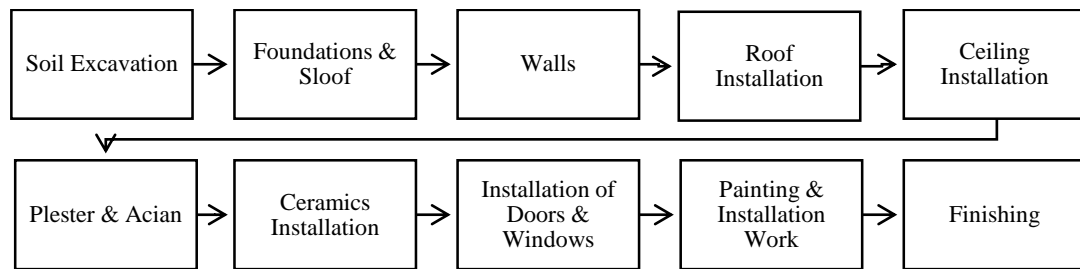 Soil Excavation
Foundations &
Sloof
Walls
Roof
Installation
Ceiling
Installation
Plester & Acian
Ceramics
Installation
Installation of
Doors &
Windows
Painting &
Installation
Work
Finishing